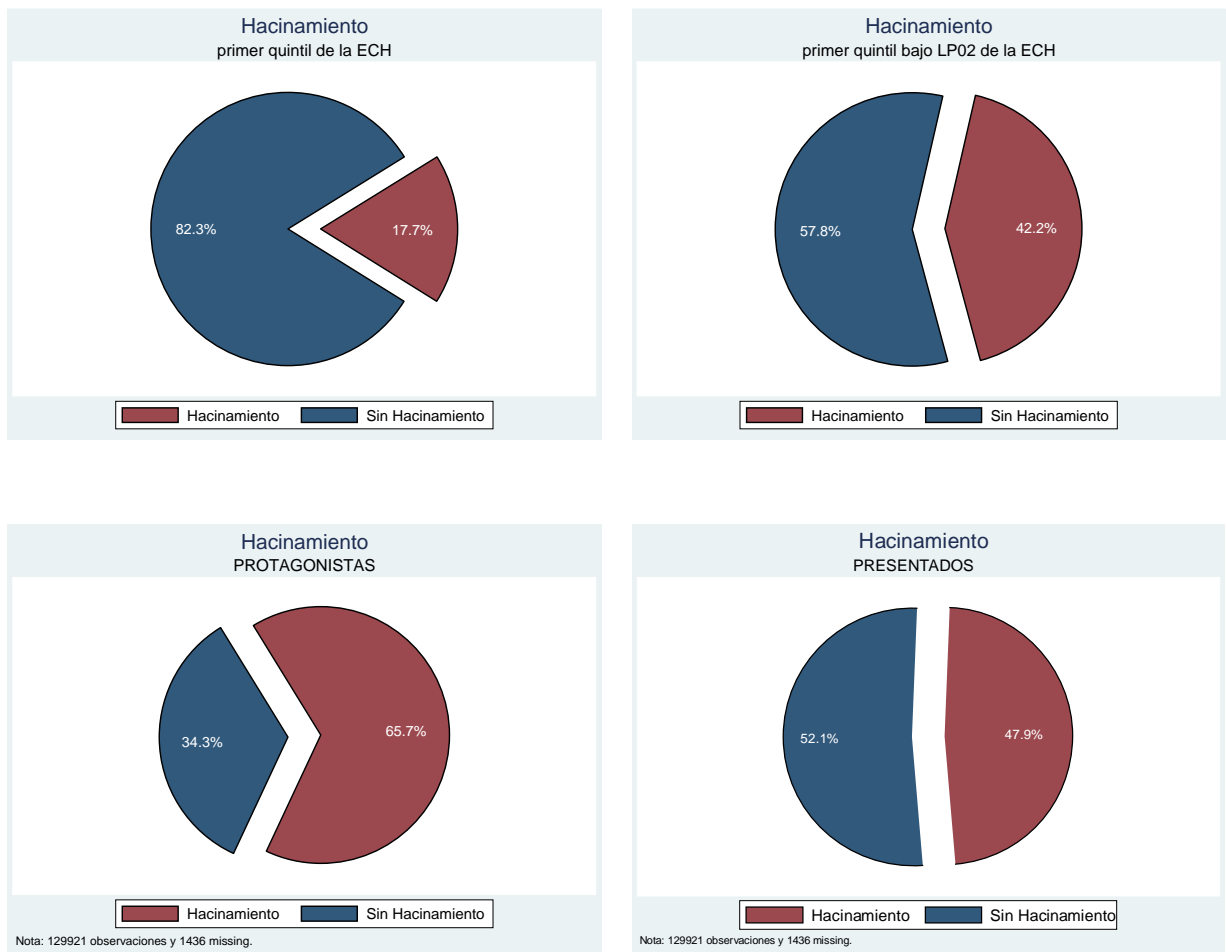 Hacinamiento
primer quintil de la ECH
82.3%
17.7%
Hacinamiento
Sin Hacinamiento
Hacinamiento
primer quintil bajo LP02 de la ECH
57.8%
42.2%
Hacinamiento
Sin Hacinamiento
Hacinamiento
PROTAGONISTAS
34.3%
65.7%
Hacinamiento
Sin Hacinamiento
Nota: 129921 observaciones y 1436 missing.
Hacinamiento
PRESENTADOS
52.1%
47.9%
Hacinamiento
Sin Hacinamiento
Nota: 129921 observaciones y 1436 missing.